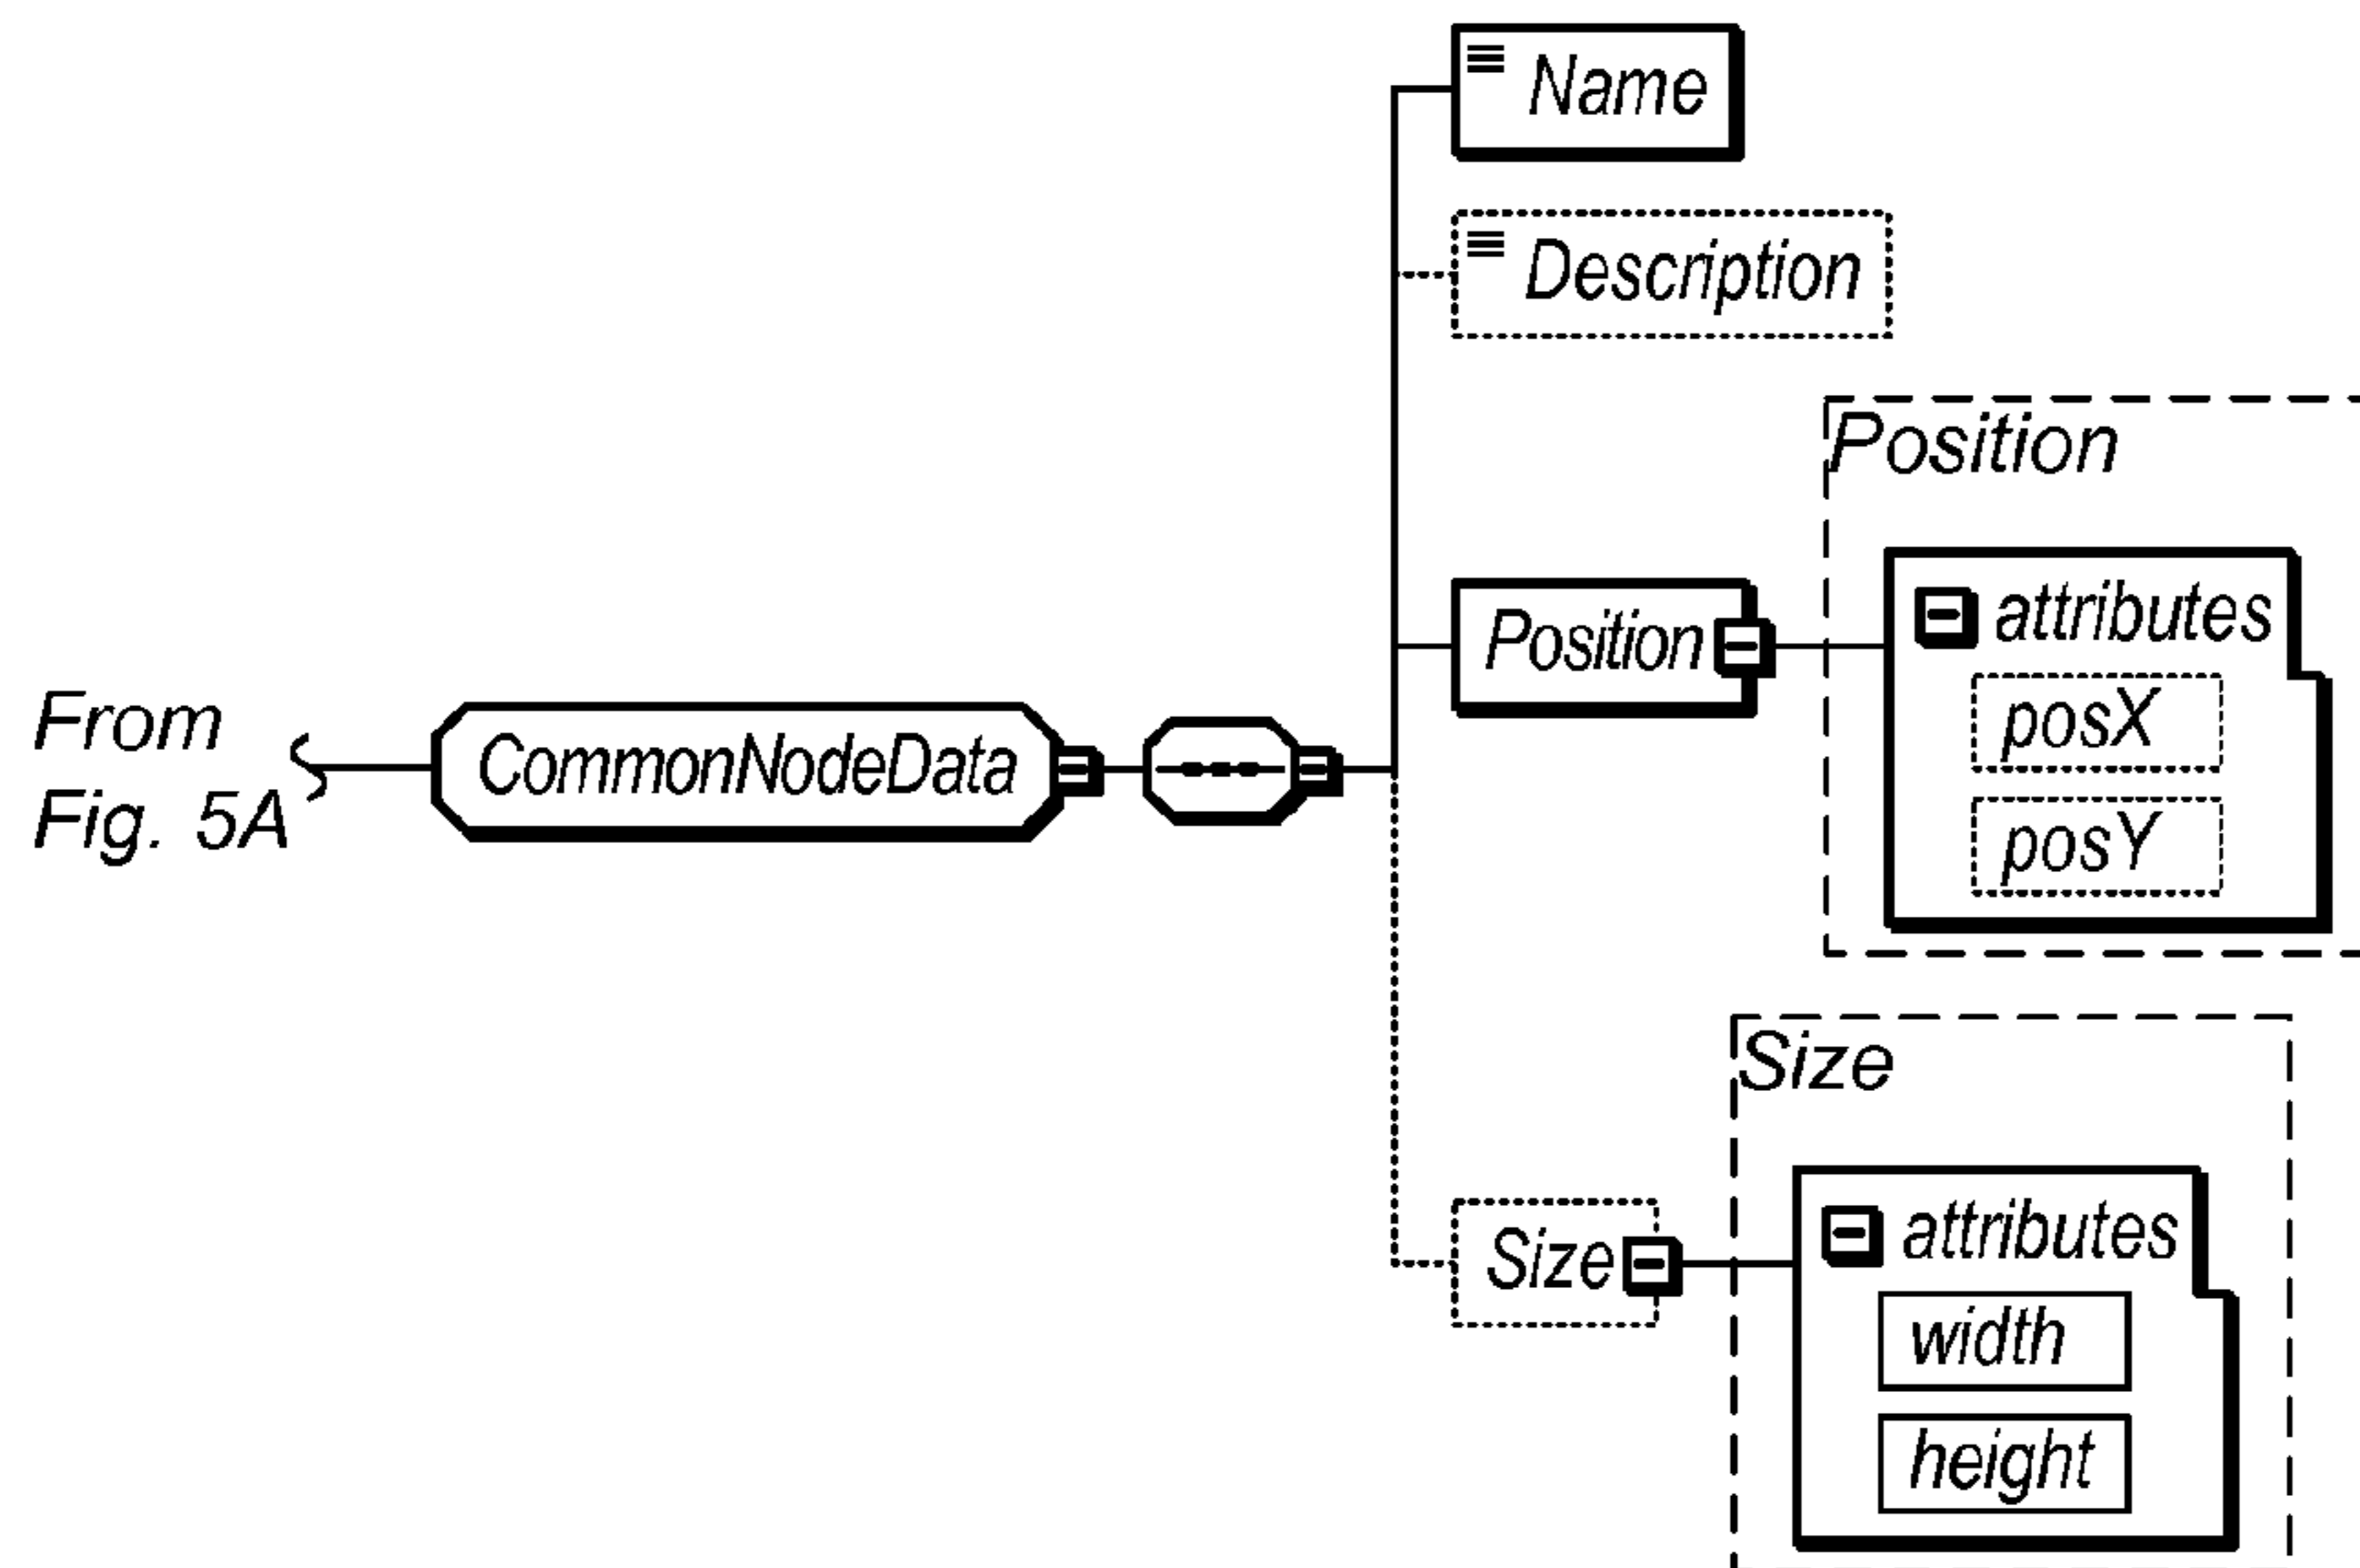 Name
Description
Position
Position
attributes
posX
posY
From
Fig. 5A
CommonNodeData
Size
Size
attributes
width
height